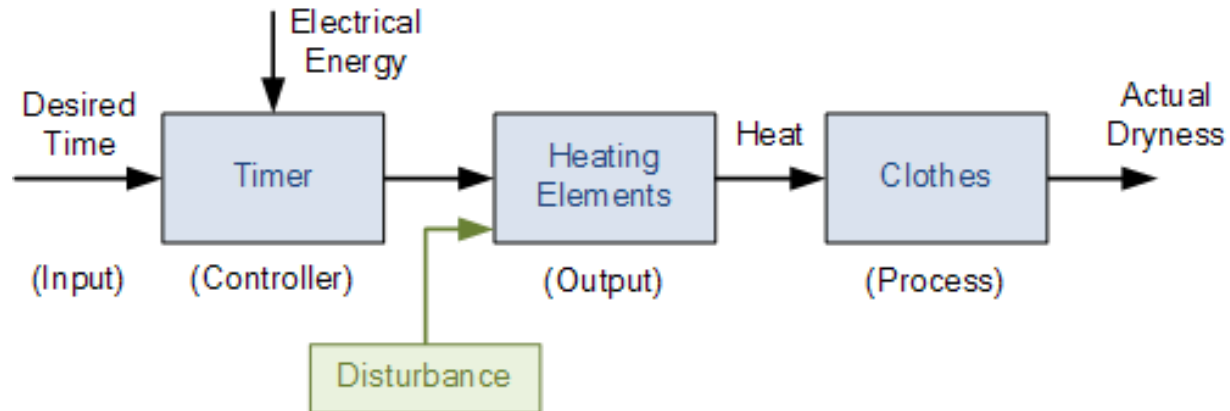 Electrical
Energy
Desired
Time
Timer
Heating
Elements
Heat
Clothes
Actual
Dryness
(Input)
(Controller)
(Output)
(Process)
Disturbance